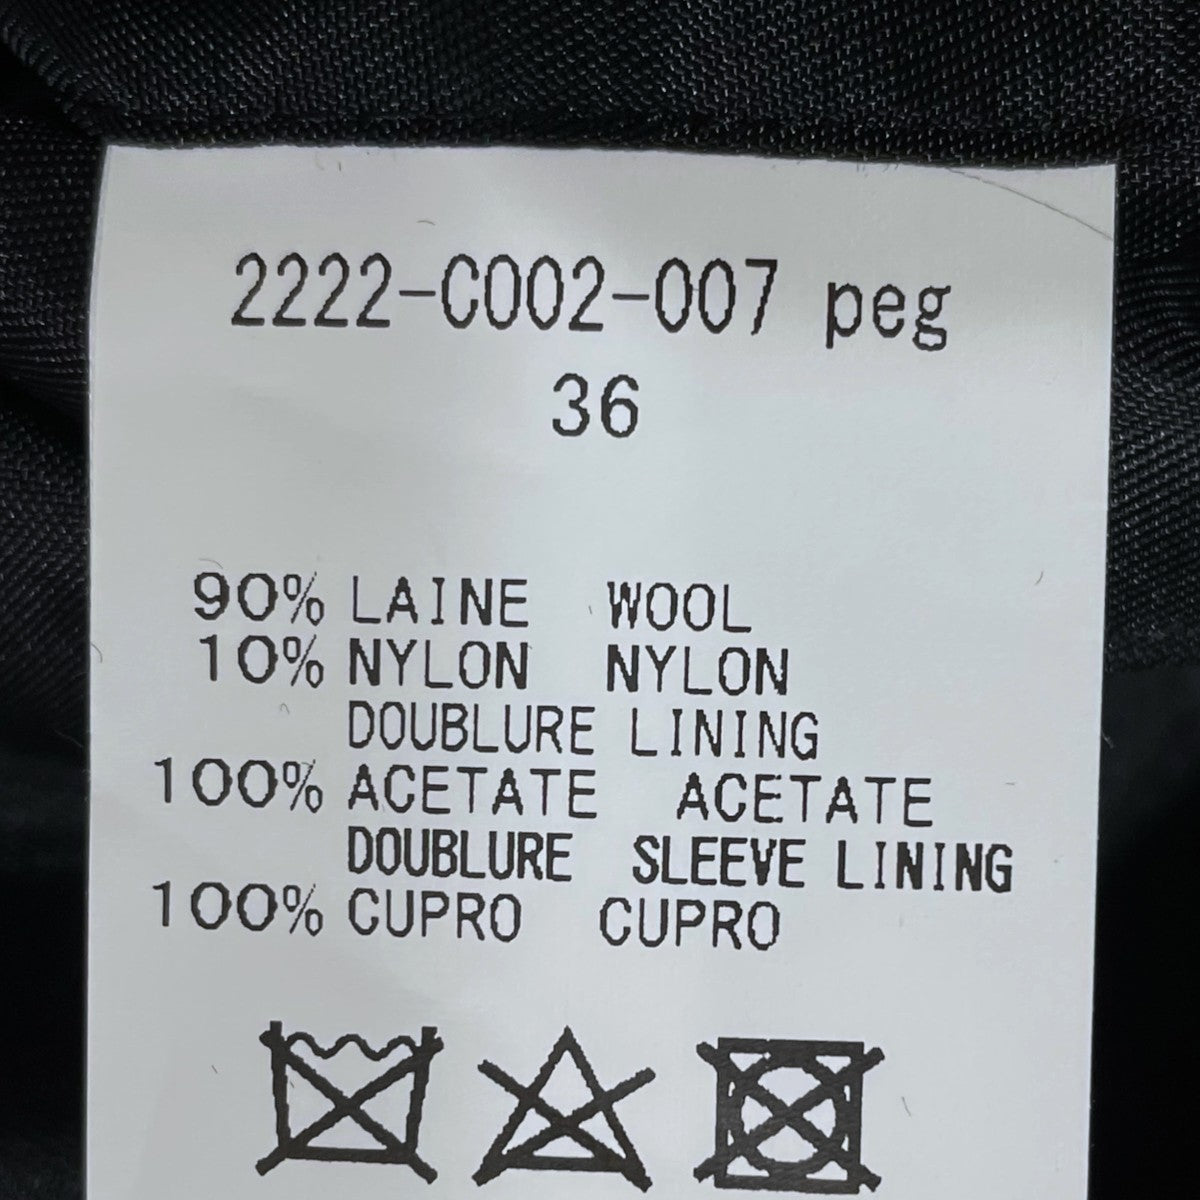 2222-C002-007 peg
36
90% LAINE WOOL
10% NYLON NYLON
DOUBLURE LINING
100% ACETATE ACETATE
DOUBLURE SLEEVE LINING
100% CUPRO CUPRO